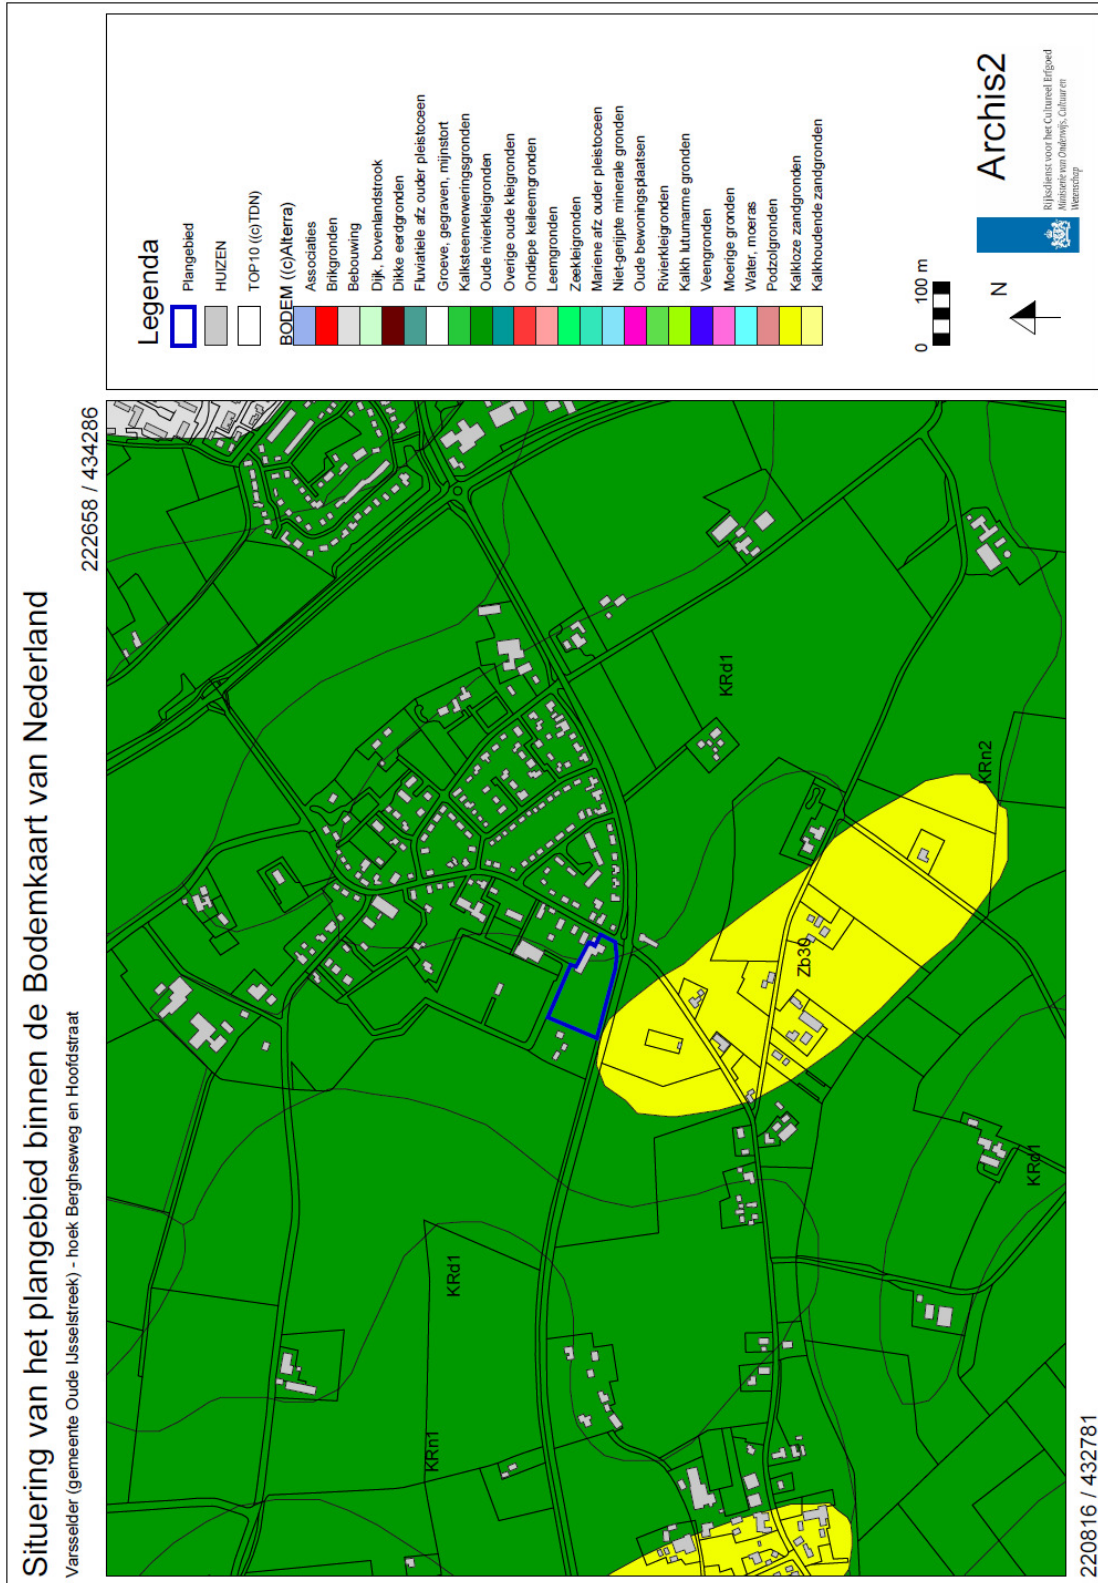 Situering van het plangebied binnen de Bodemkaart van Nederland
Varsselder (gemeente Oude IJsselstreek) - hoek Berghseweg en Hoofdstraat
222658 / 434286
KRn1
KRd1
KRd1
Zb30
KRn2
KRd1
220816 / 432781
Legenda
Plangebied
HUIZEN
TOP10 ((c)TDN)
BODEM ((c)Alterra)
Associaties
Brikgronden
Bebouwing
Dijk, bovenlandstrook
Dikke eerdgronden
Fluviatiele afz ouder pleistoceen
Groeve, gegraven, mijnstort
Kalksteenverweringsgronden
Oude rivierkleigronden
Overige oude kleigronden
Ondiepe keileemgronden
Leemgronden
Zeekleigronden
Mariene afz ouder pleistoceen
Niet-gerijpte minerale gronden
Oude bewoningsplaatsen
Rivierkleigronden
Kalkh lutumarme gronden
Veengronden
Moerige gronden
Water, moeras
Podzolgronden
Kalkloze zandgronden
Kalkhoudende zandgronden
0 100 m
N
Archis2
Rijksdienst voor het Cultureel Erfgoed
Ministerie van Onderwijs, Cultuur en
Wetenschap